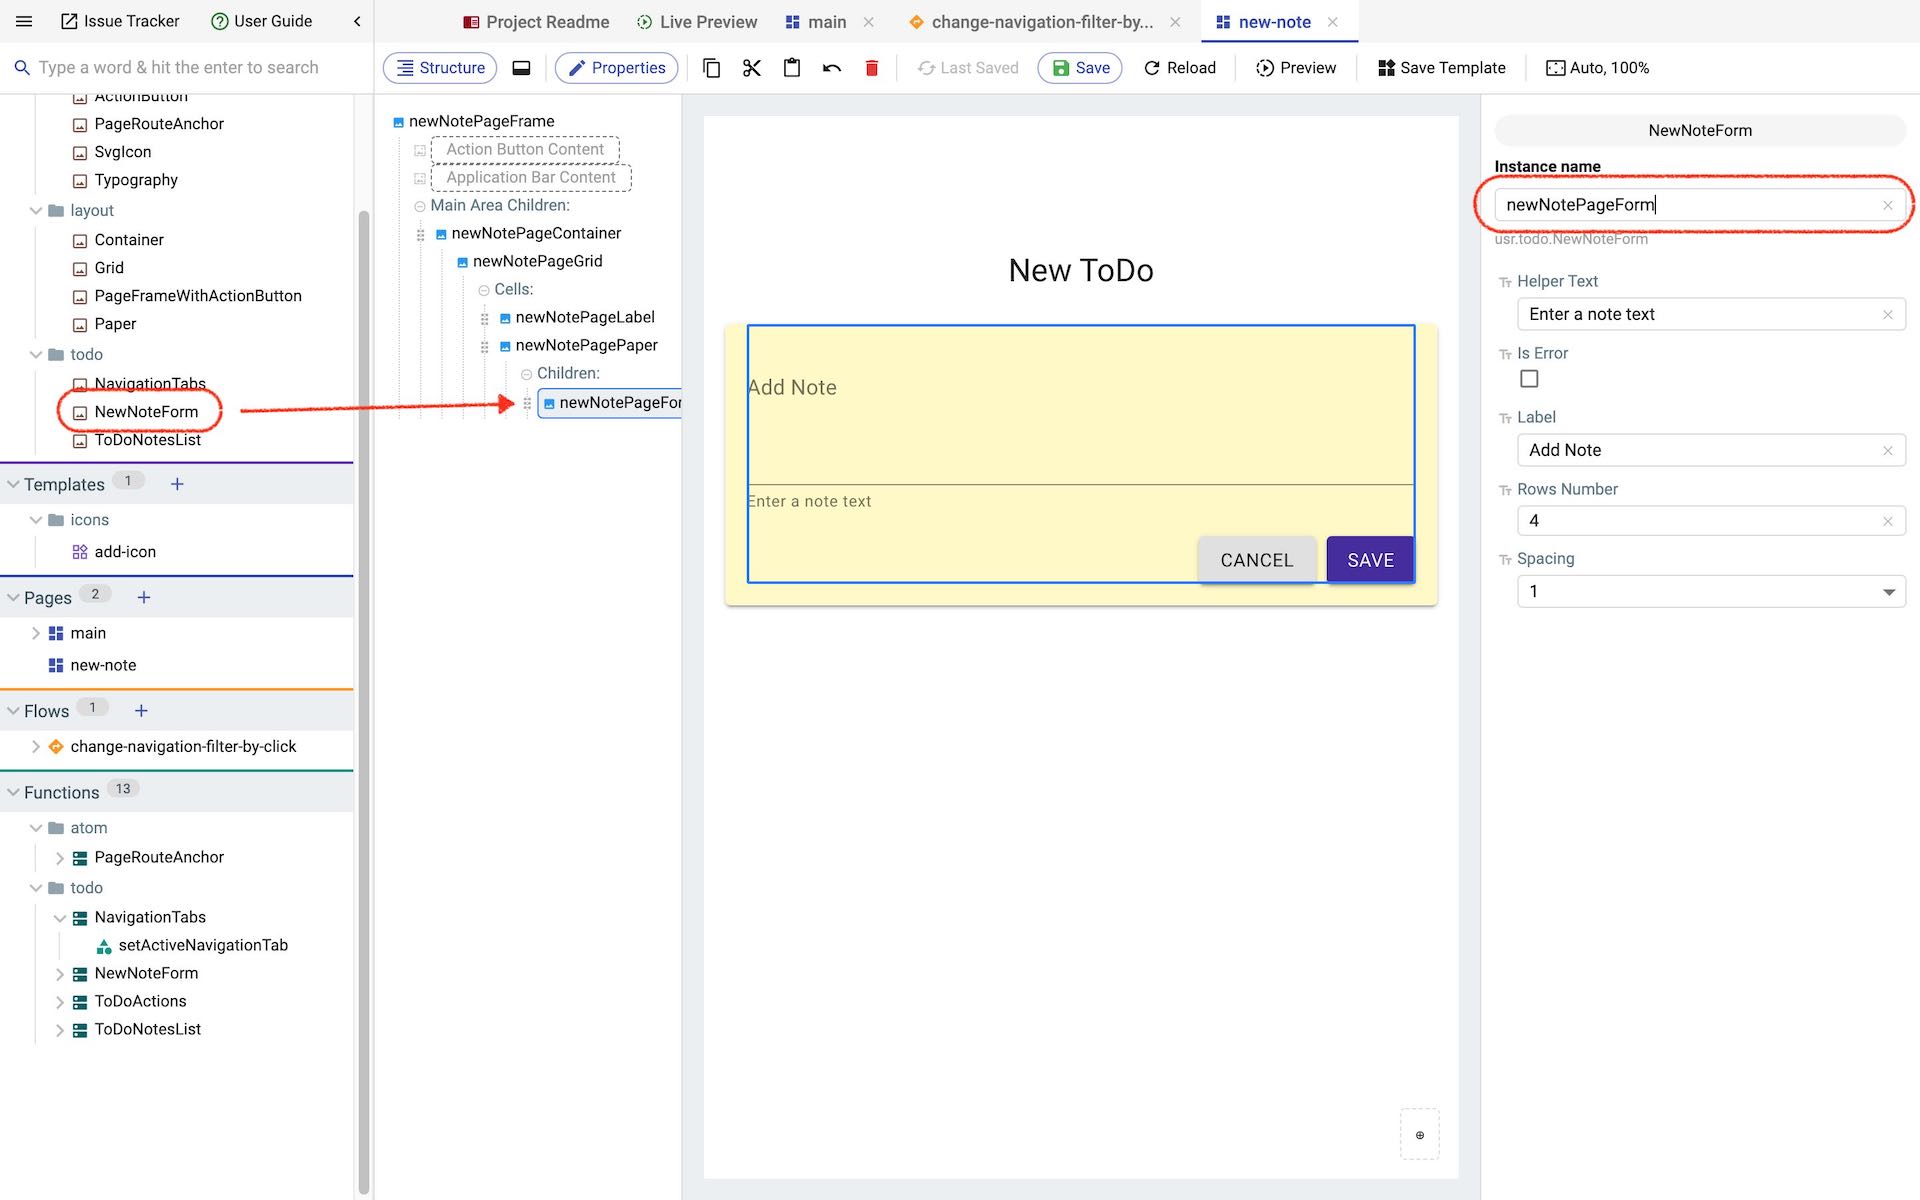 Issue Tracker
User Guide
Project Readme
Live Preview
main
change-navigation-filter-by...
new-note
Type a word & hit the enter to search
Structure
Properties
Last Saved
Save
Reload
Preview
Save Template
Auto, 100%
ActionButton
PageRouteAnchor
SvgIcon
Typography
layout
Container
Grid
PageFrameWithActionButton
Paper
todo
NavigationTabs
NewNoteForm
ToDoNotesList
Templates 1
icons
add-icon
Pages 2
main
new-note
Flows 1
change-navigation-filter-by-click
Functions 13
atom
PageRouteAnchor
todo
NavigationTabs
setActiveNavigationTab
NewNoteForm
ToDoActions
ToDoNotesList
newNotePageFrame
Action Button Content
Application Bar Content
Main Area Children:
newNotePageContainer
newNotePageGrid
Cells:
newNotePageLabel
newNotePagePaper
Children:
newNotePageFor
New ToDo
Add Note
Enter a note text
CANCEL
SAVE
NewNoteForm
Instance name
newNotePageForm
usr.todo.NewNoteForm
Tт Helper Text
Enter a note text
Tт Is Error
Tт Label
Add Note
Tт Rows Number
4
Tт Spacing
1